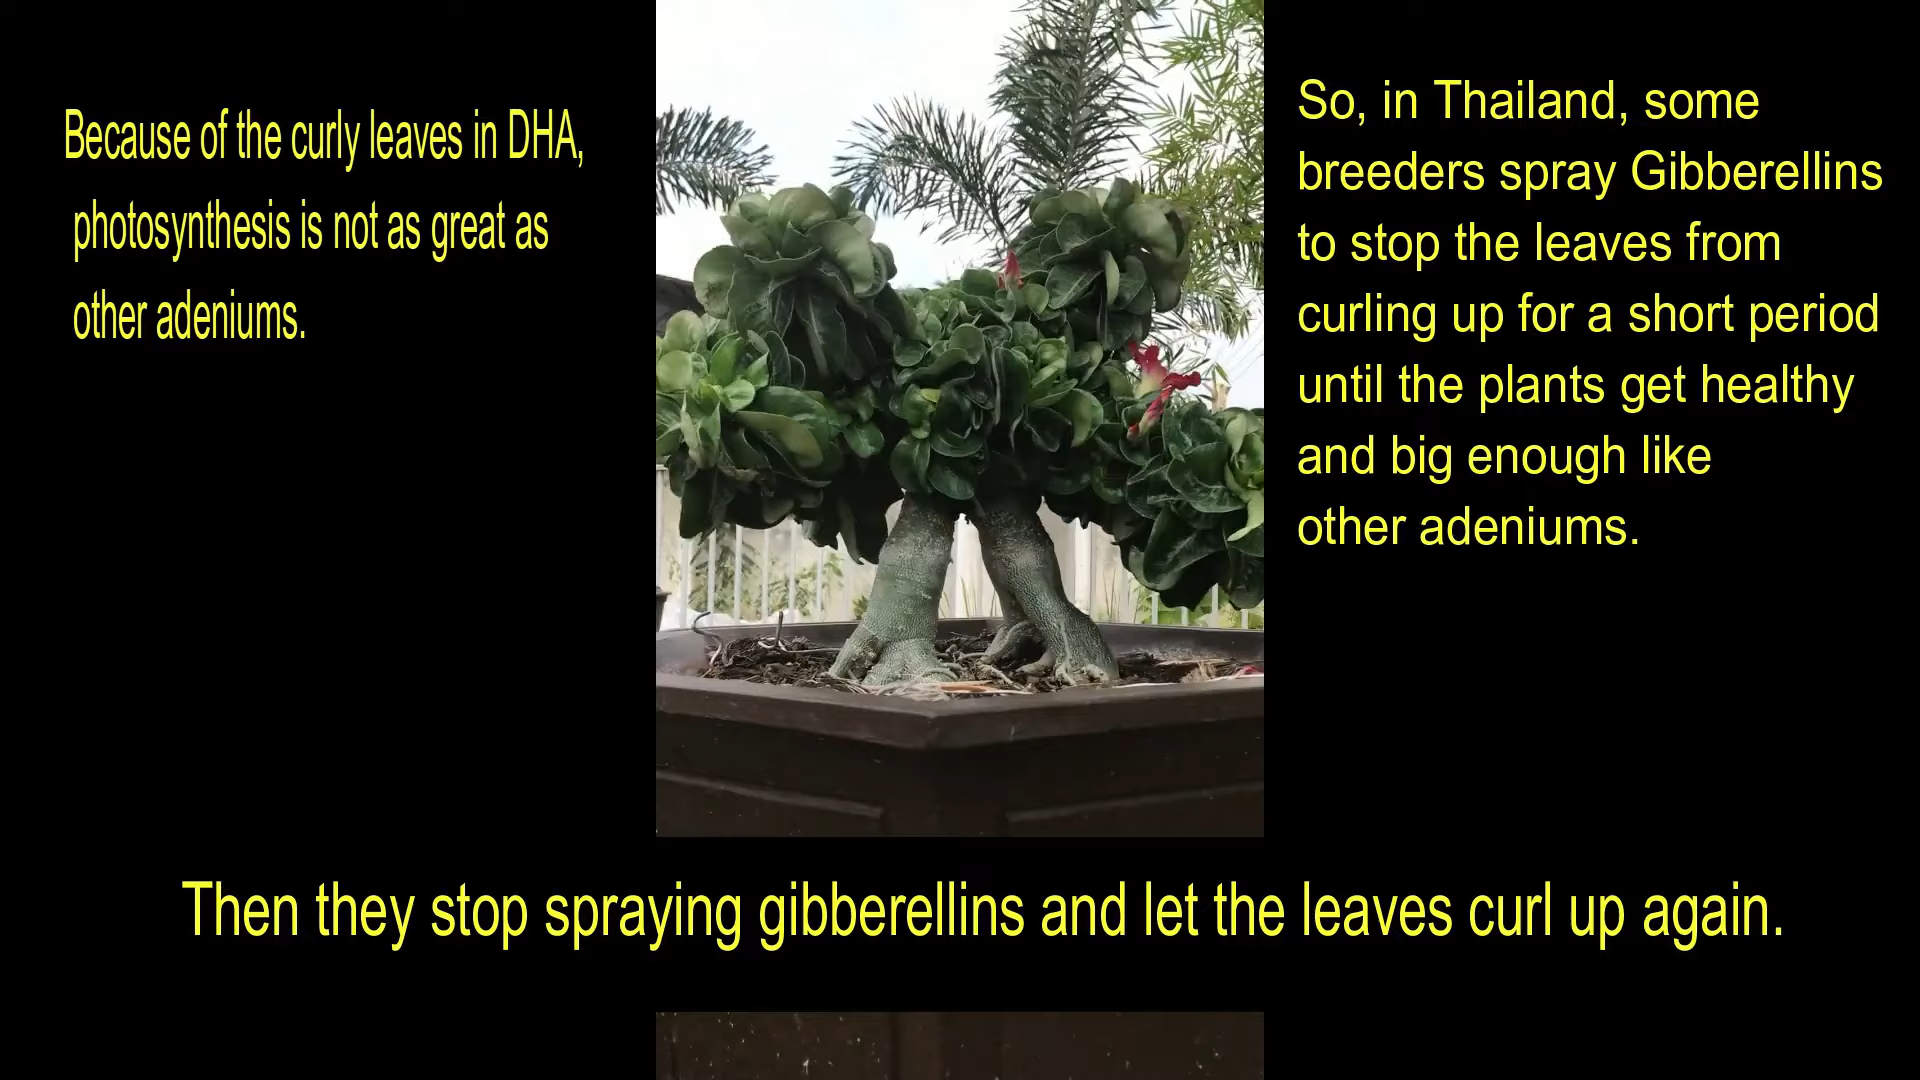 Because of the curly leaves in DHA,
photosynthesis is not as great as
other adeniums.
So, in Thailand, some
breeders spray Gibberellins
to stop the leaves from
curling up for a short period
until the plants get healthy
and big enough like
other adeniums.
Then they stop spraying gibberellins and let the leaves curl up again.